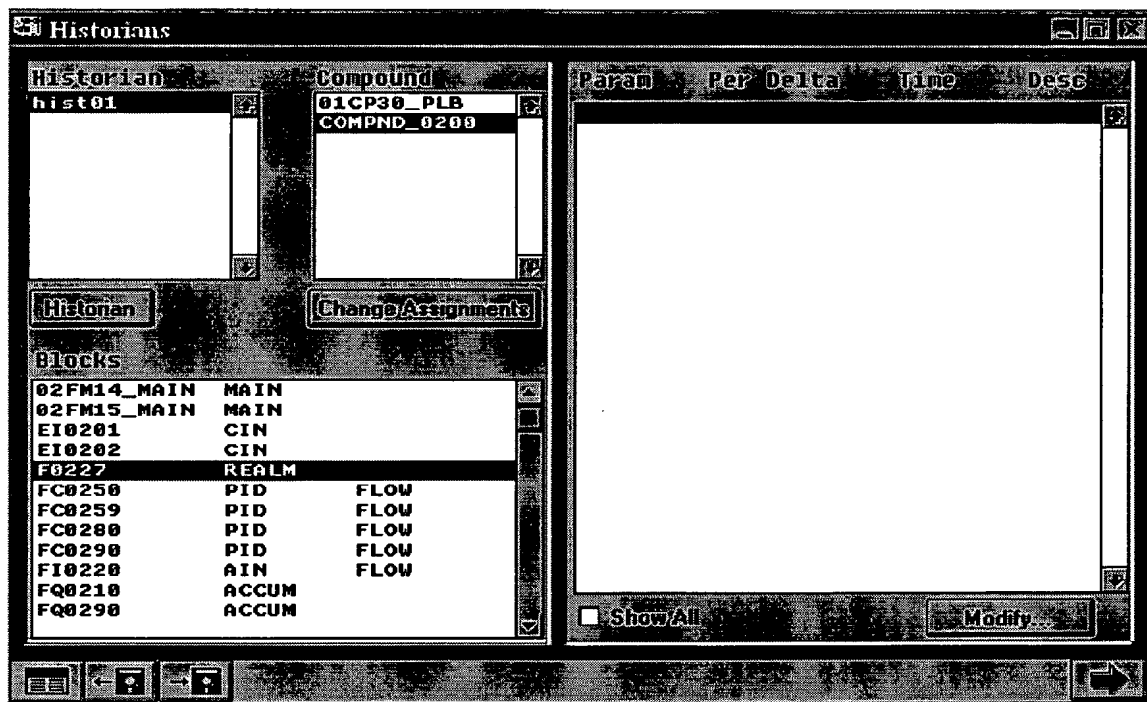 Historians
Historian
hist01
Compound
01CP30_PLB
COMPND_0200
Historian
Change Assignments
Blocks
02FM14_MAIN MAIN
02FM15_MAIN MAIN
EI0201 CIN
EI0202 CIN
F0227 REALM
FC0250 PID FLOW
FC0259 PID FLOW
FC0280 PID FLOW
FC0290 PID FLOW
FI0220 AIN FLOW
FQ0210 ACCUM
FQ0290 ACCUM
Param Per Delta Time Desc
Show All
Modify...